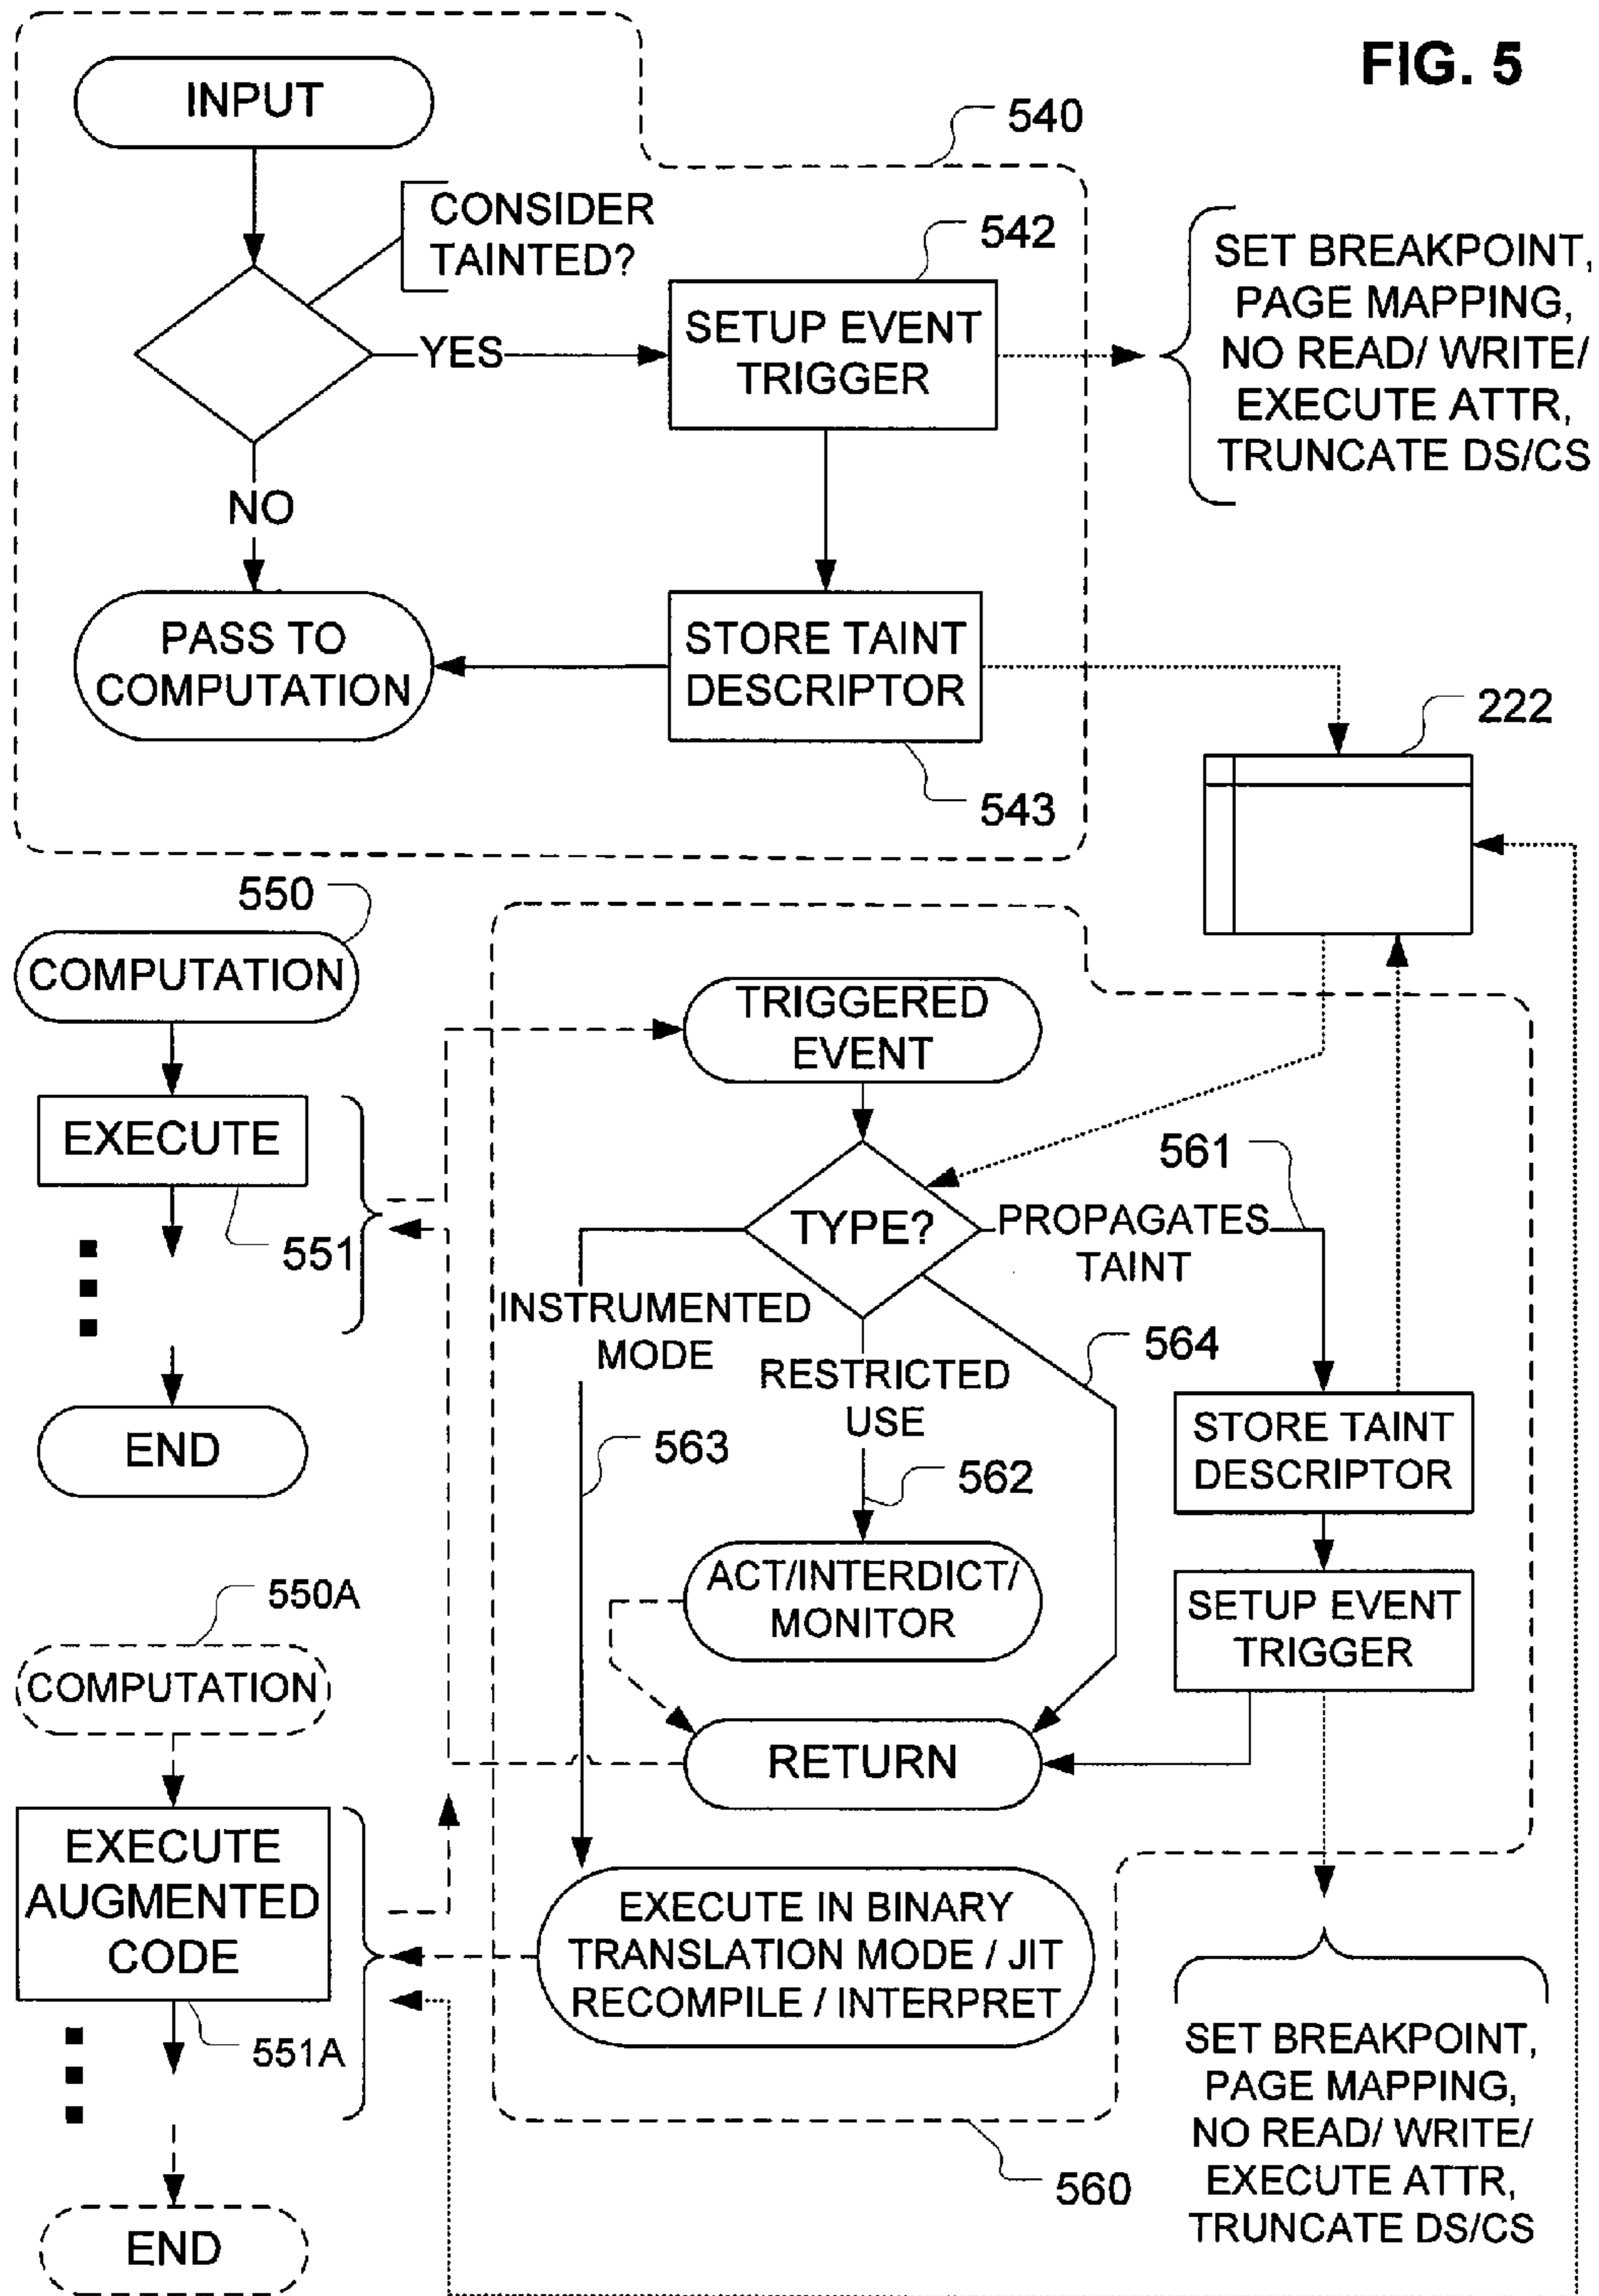 FIG. 5
INPUT
540
CONSIDER
TAINTED?
542
YES
SETUP EVENT
TRIGGER
SET BREAKPOINT,
PAGE MAPPING,
NO READ/ WRITE/
EXECUTE ATTR,
TRUNCATE DS/CS
NO
PASS TO
COMPUTATION
STORE TAINT
DESCRIPTOR
543
222
550
COMPUTATION
EXECUTE
551
END
TRIGGERED
EVENT
TYPE?
561
PROPAGATES
TAINT
INSTRUMENTED
MODE
RESTRICTED
USE
564
563
562
STORE TAINT
DESCRIPTOR
ACT/INTERDICT/
MONITOR
SETUP EVENT
TRIGGER
RETURN
550A
COMPUTATION
EXECUTE
AUGMENTED
CODE
551A
END
EXECUTE IN BINARY
TRANSLATION MODE / JIT
RECOMPILE / INTERPRET
560
SET BREAKPOINT,
PAGE MAPPING,
NO READ/ WRITE/
EXECUTE ATTR,
TRUNCATE DS/CS